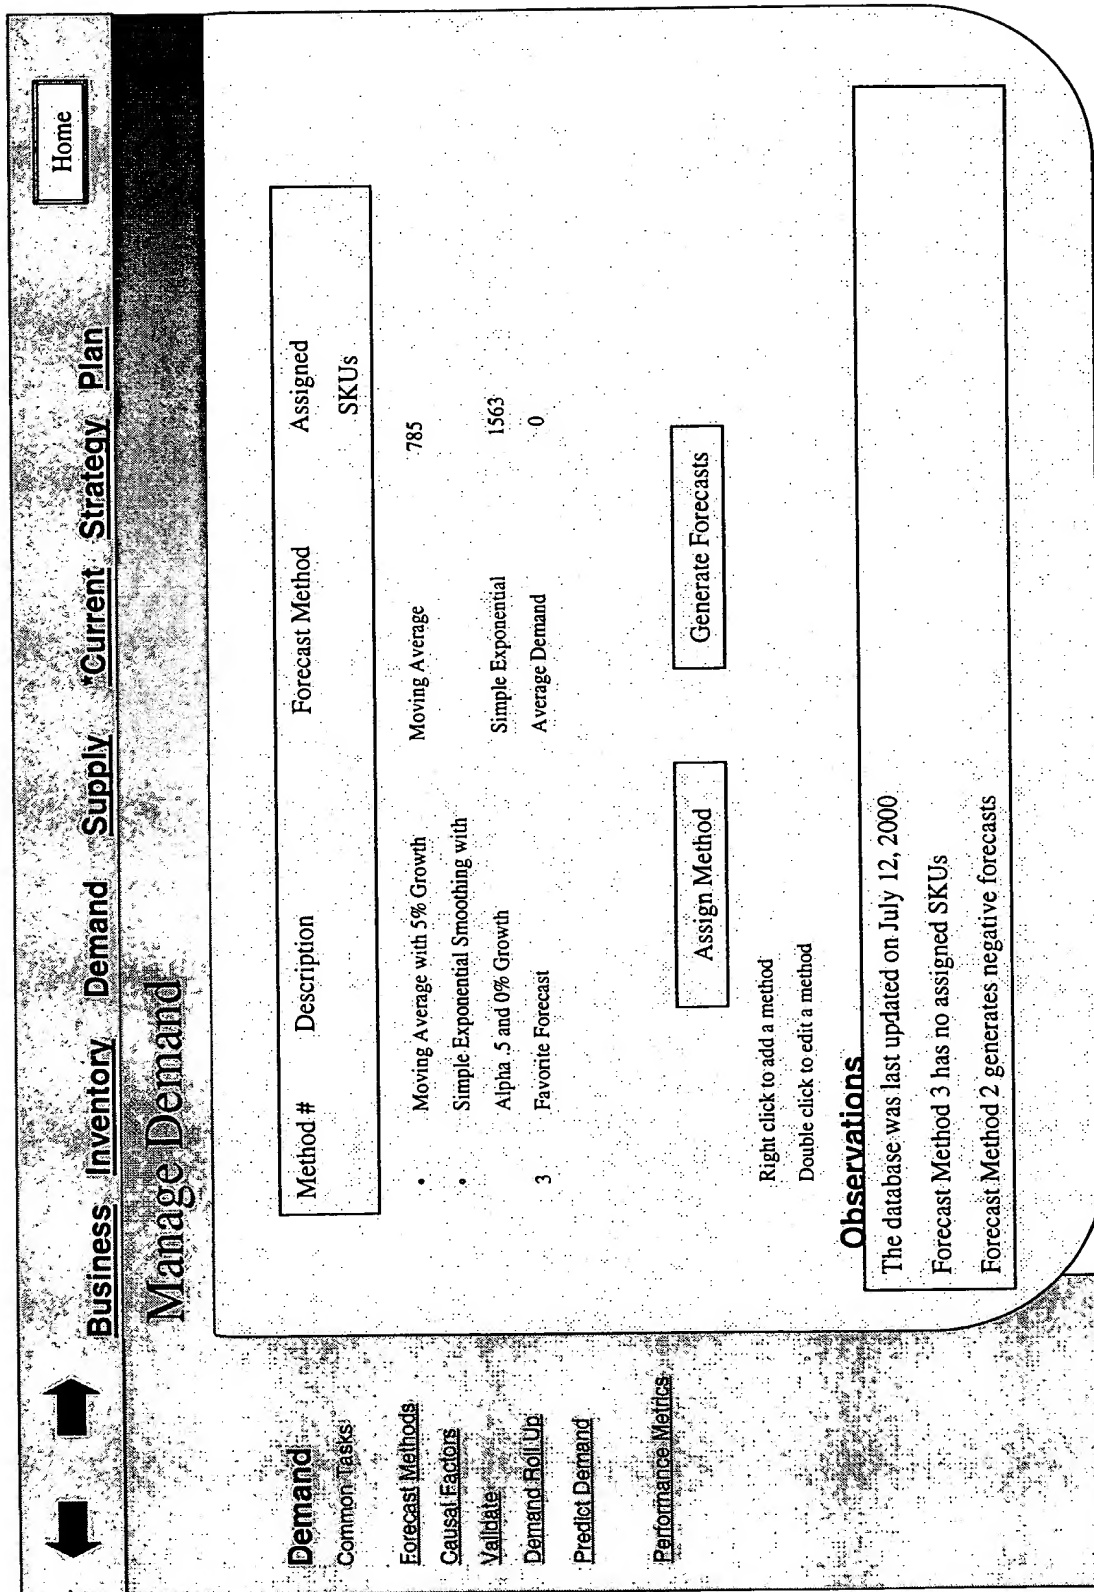 Business Inventory Demand Supply *Current Strategy Plan
Home
Manage Demand
Demand
Common Tasks
Forecast Methods
Causal Factors
Validate
Demand Roll Up
Predict Demand
Performance Metrics
Method # Description Forecast Method Assigned
SKUs
• Moving Average with 5% Growth Moving Average 785
• Simple Exponential Smoothing with
Alpha .5 and 0% Growth Simple Exponential 1563
3 Favorite Forecast Average Demand 0
Assign Method Generate Forecasts
Right click to add a method
Double click to edit a method
Observations
The database was last updated on July 12, 2000
Forecast Method 3 has no assigned SKUs
Forecast Method 2 generates negative forecasts